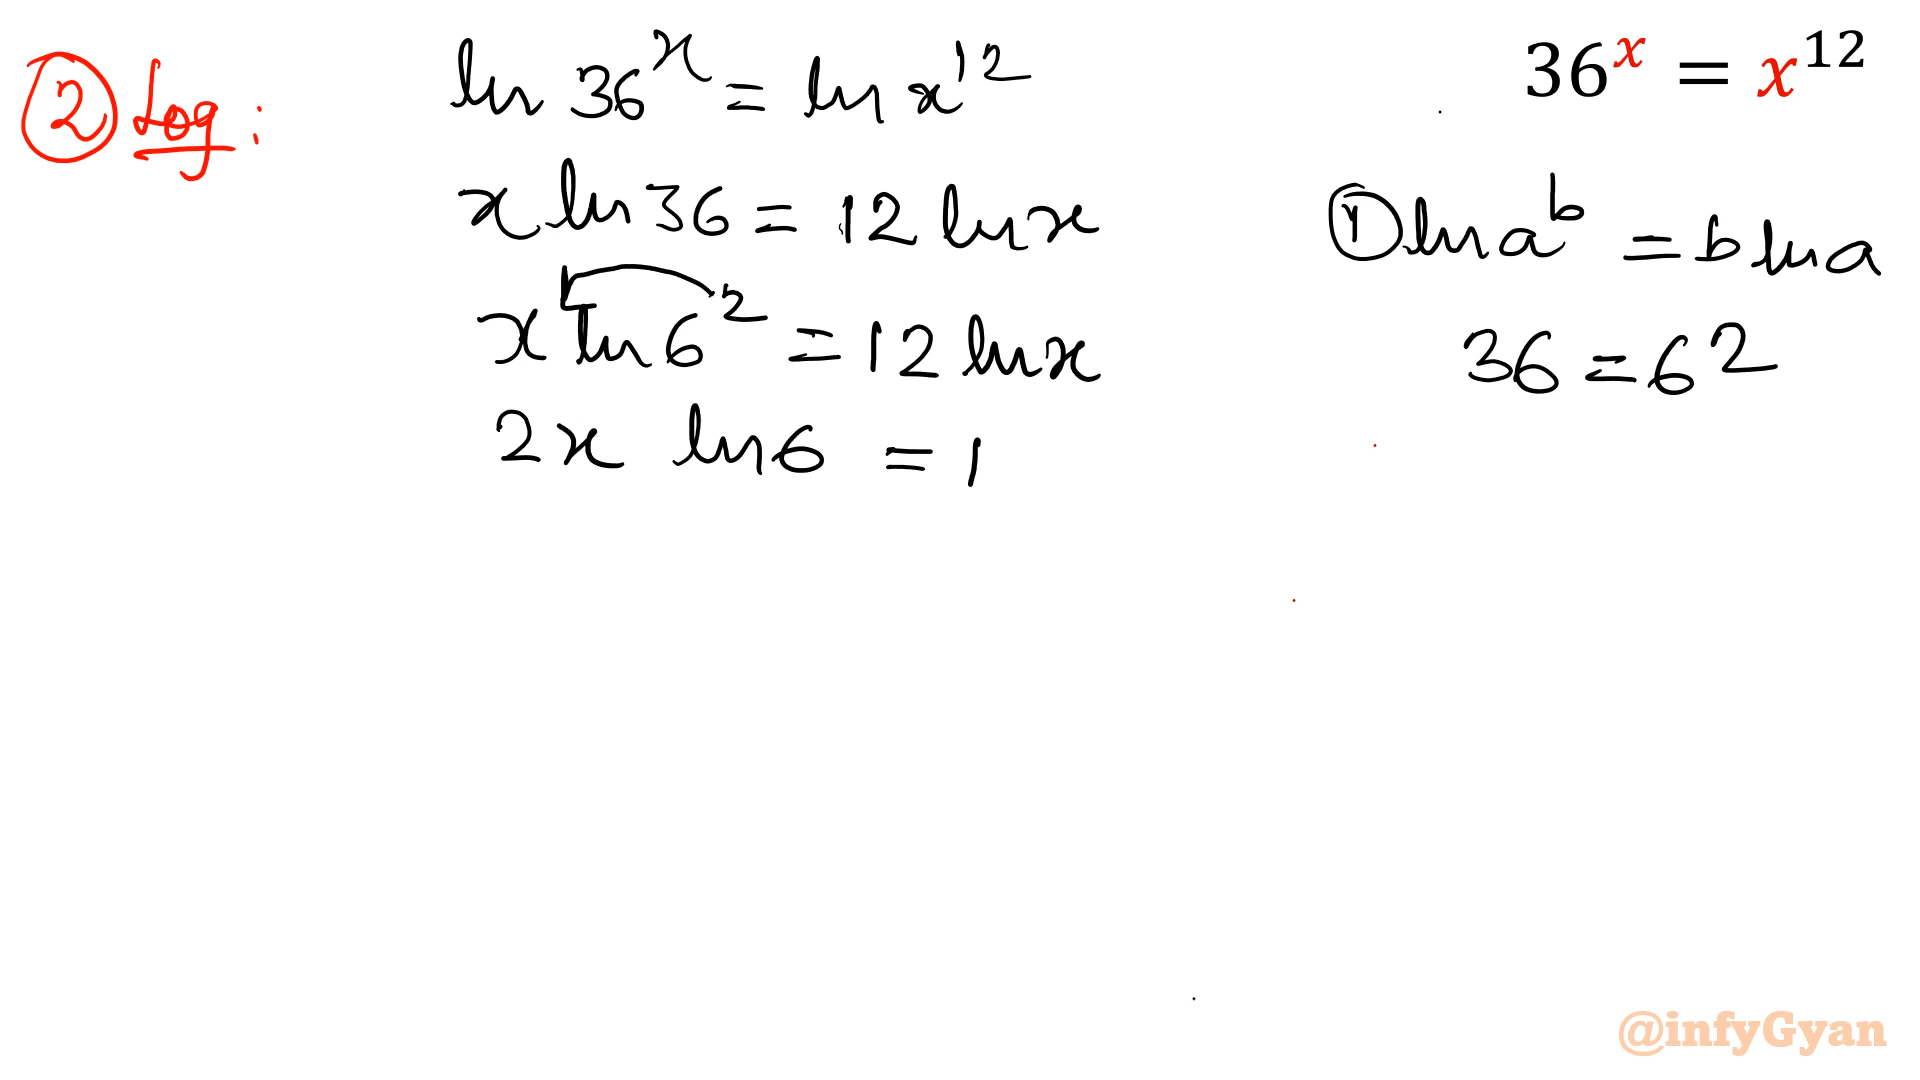 ② Log:
ln 36^x = ln x^12
x ln 36 = 12 ln x
x ln 6^2 = 12 ln x
2x ln 6 = 1
36^x = x^12
① ln a^b = b ln a
36 = 6^2
@infyGyan